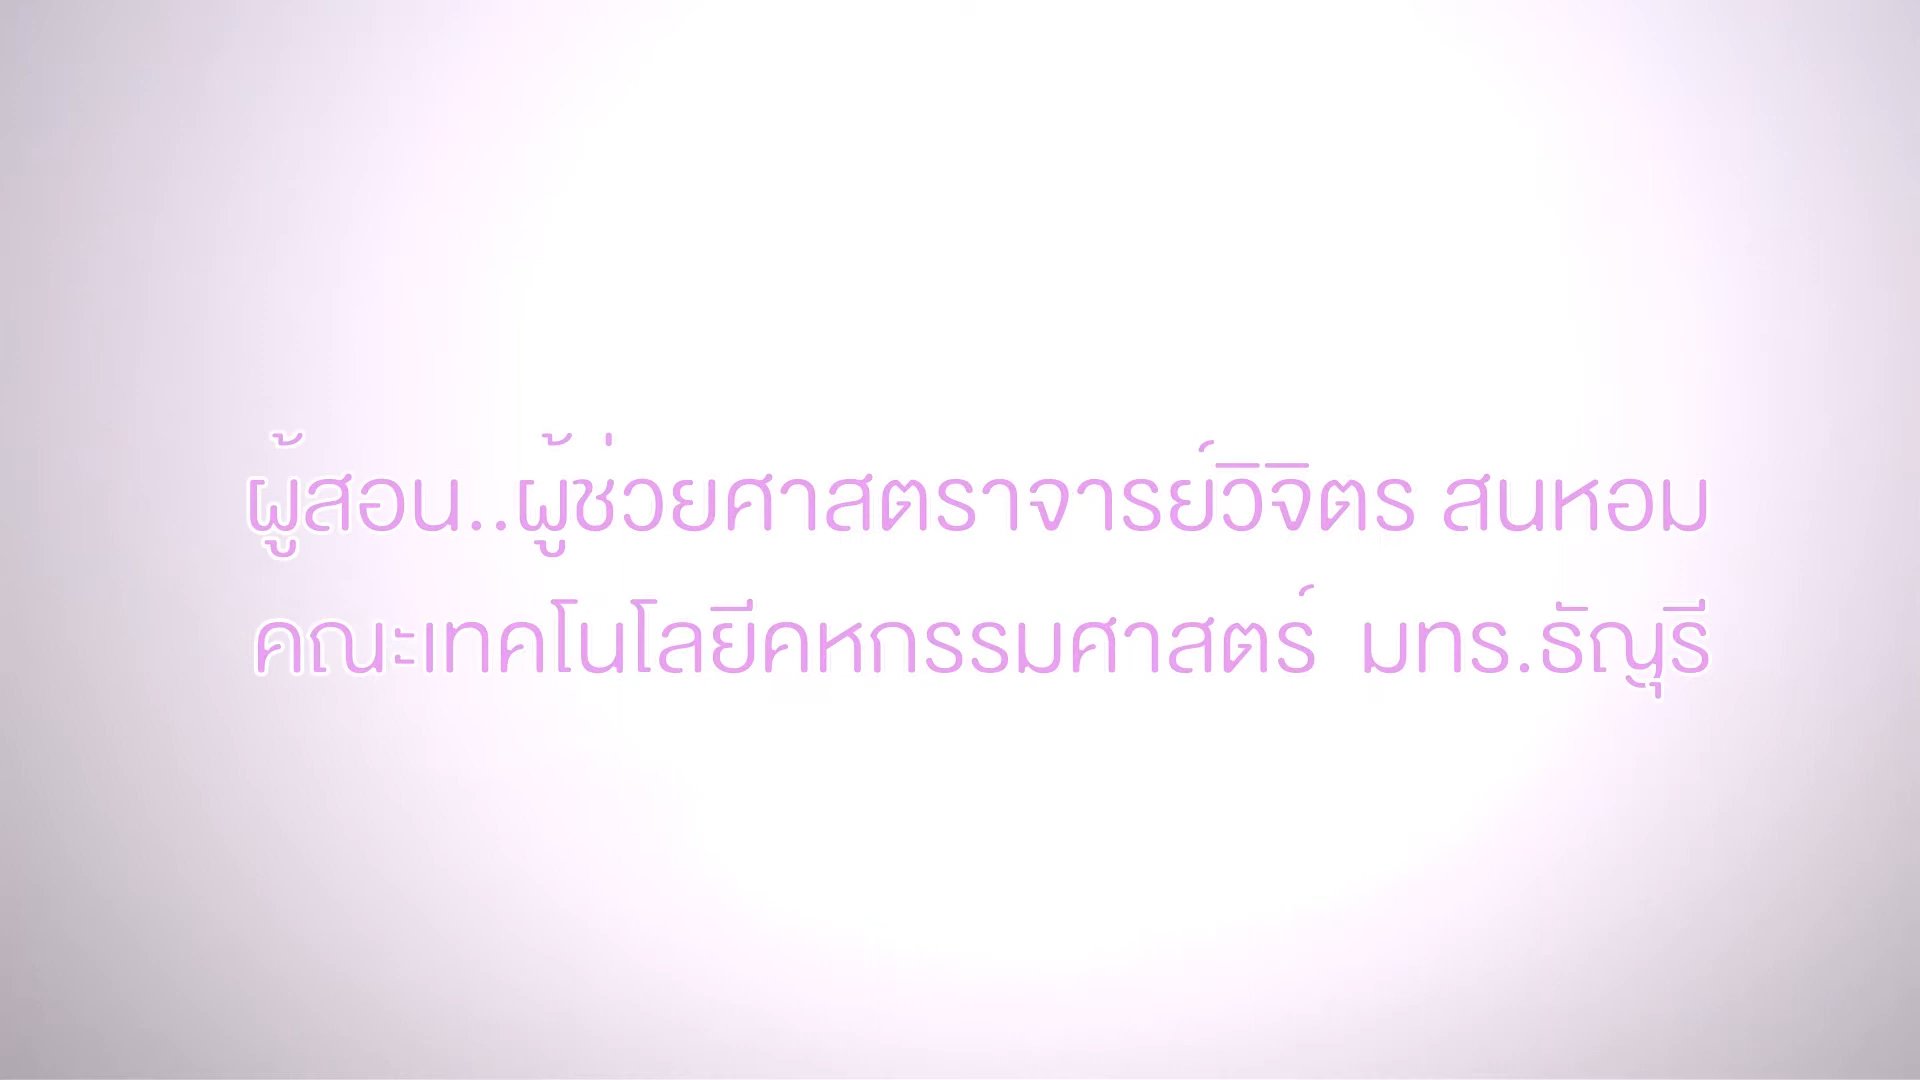 ผู้สอน..ผู้ช่วยศาสตราจารย์วิจิตร สนหอม
คณะเทคโนโลยีคหกรรมศาสตร์ มทร.ธัญบุรี